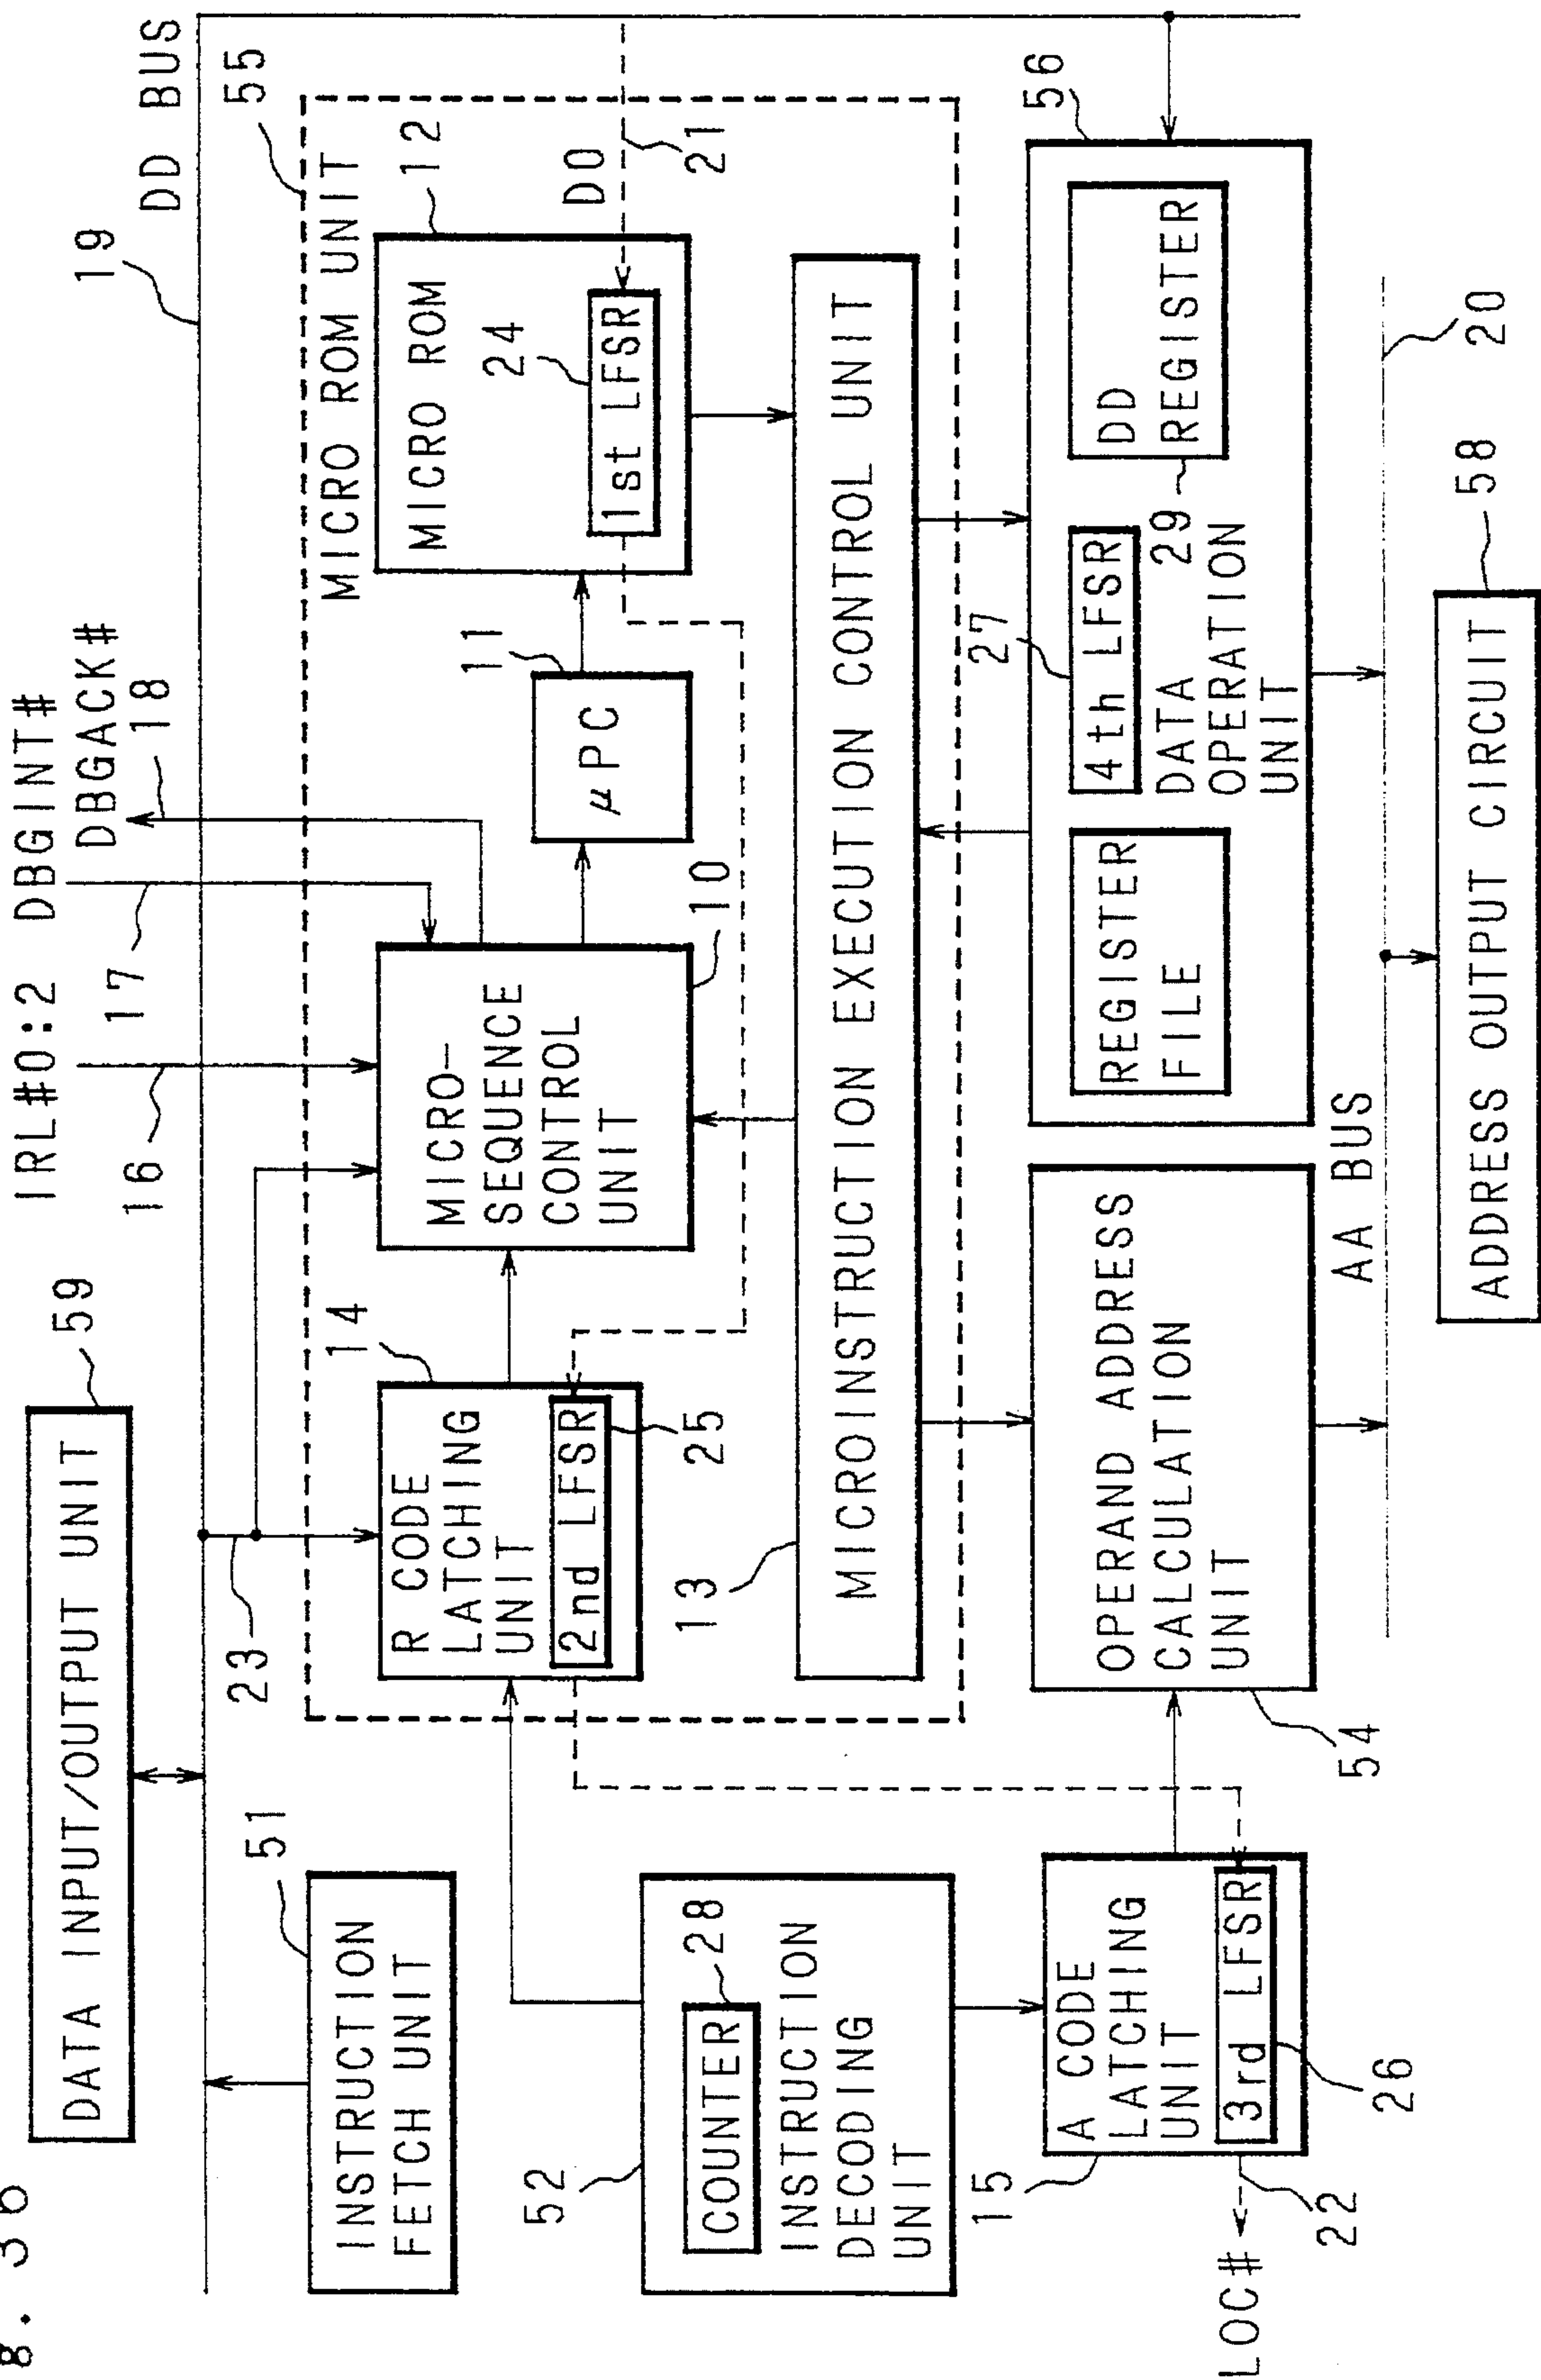 g. 36
DATA INPUT/OUTPUT UNIT
59
IRL#0:2
DBGINT#
DBGACK#
16
17
18
19
DD BUS
23
51
INSTRUCTION
FETCH UNIT
55
MICRO ROM UNIT
14
R CODE
LATCHING
UNIT
2nd LFSR
25
MICRO-
SEQUENCE
CONTROL
UNIT
10
11
μPC
12
MICRO ROM
24
1st LFSR
D0
21
52
COUNTER
28
INSTRUCTION
DECODING
UNIT
13
MICROINSTRUCTION EXECUTION CONTROL UNIT
15
A CODE
LATCHING
UNIT
3rd LFSR
26
22
LOC#
OPERAND ADDRESS
CALCULATION
UNIT
54
56
REGISTER
FILE
27
4th LFSR
DATA
OPERATION
UNIT
29
DD
REGISTER
AA BUS
20
ADDRESS OUTPUT CIRCUIT
58